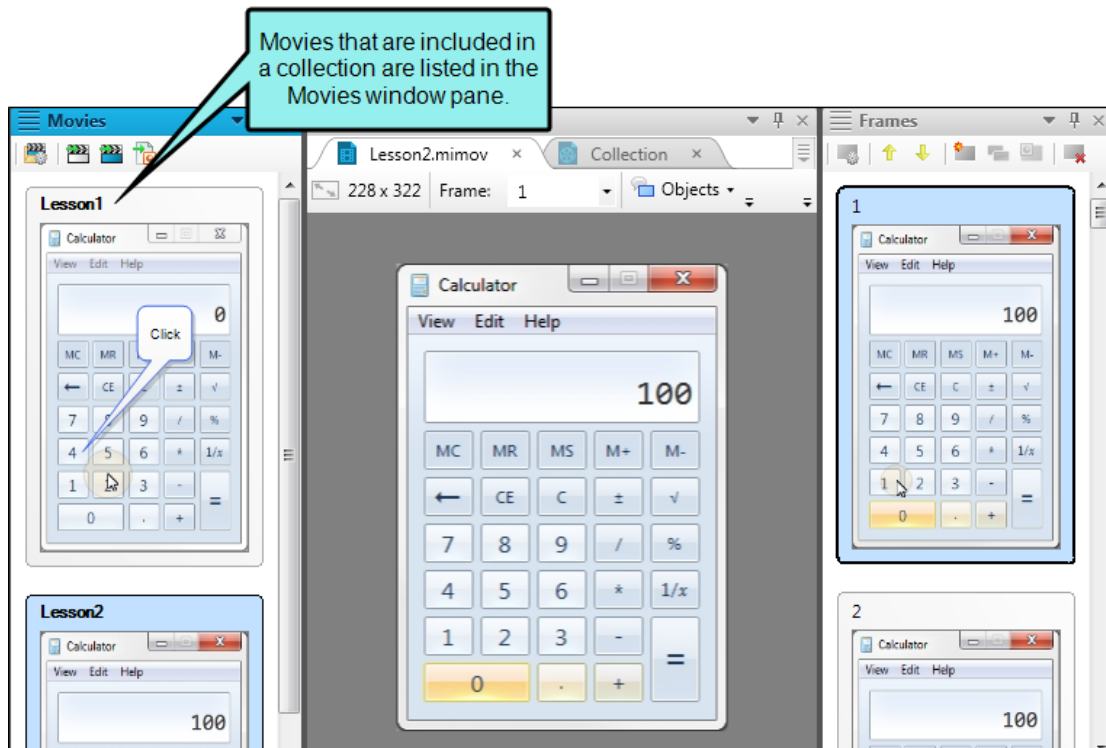 Movies that are included in
a collection are listed in the
Movies window pane.
Movies
Lesson1
Calculator
View Edit Help
0
Click
MC MR M-
← CE ± √
7 8 9 / %
4 5 6 * 1/x
1 2 3 - =
0 . +
Lesson2
Calculator
View Edit Help
100
Lesson2.mimov × Collection ×
228 x 322 Frame: 1 Objects
Calculator
View Edit Help
100
MC MR MS M+ M-
← CE C ± √
7 8 9 / %
4 5 6 * 1/x
1 2 3 - =
0 . +
Frames
1
Calculator
View Edit Help
100
MC MR MS M+ M-
← CE C ± √
7 8 9 / %
4 5 6 * 1/x
1 2 3 - =
0 . +
2
Calculator
View Edit Help
100